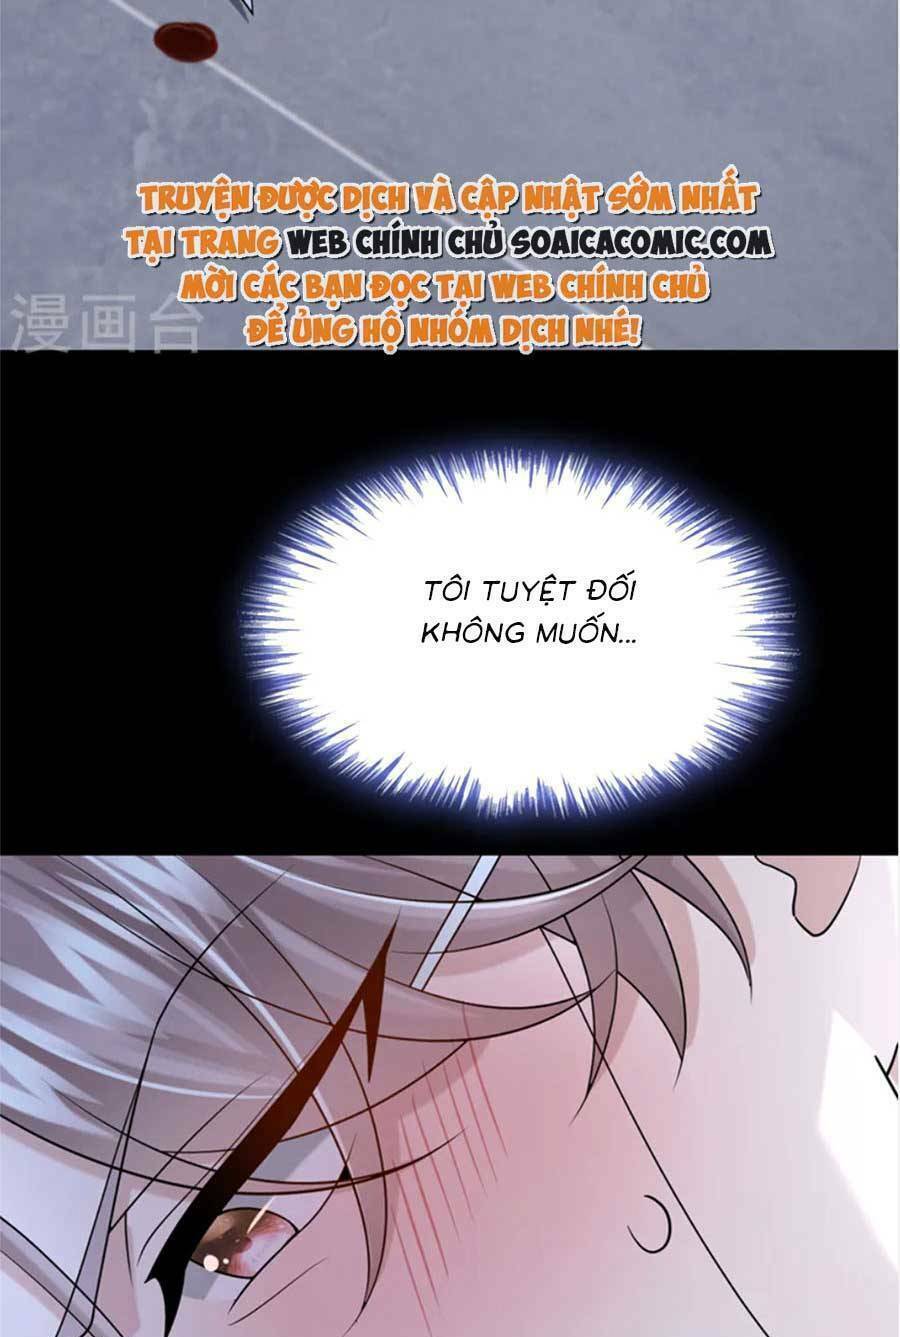 TRUYỆN ĐƯỢC DỊCH VÀ CẬP NHẬT SỚM NHẤT
TẠI TRANG WEB CHÍNH CHỦ SOAICACOMIC.COM
MỜI CÁC BẠN ĐỌC TẠI WEB CHÍNH CHỦ
ĐỂ ỦNG HỘ NHÓM DỊCH NHÉ!
漫画台
TÔI TUYỆT ĐỐI
KHÔNG MUỐN...